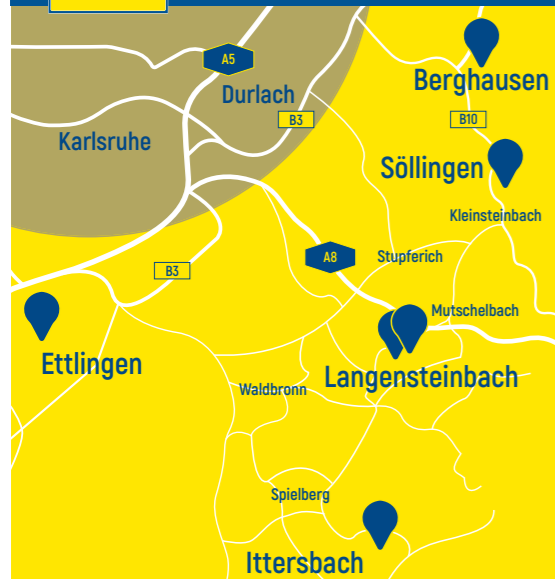 A5
Berghausen
Durlach
B3
B10
Karlsruhe
Söllingen
Kleinsteinbach
A8
Stupferich
B3
Mutschelbach
Ettlingen
Langensteinbach
Waldbronn
Spielberg
Ittersbach